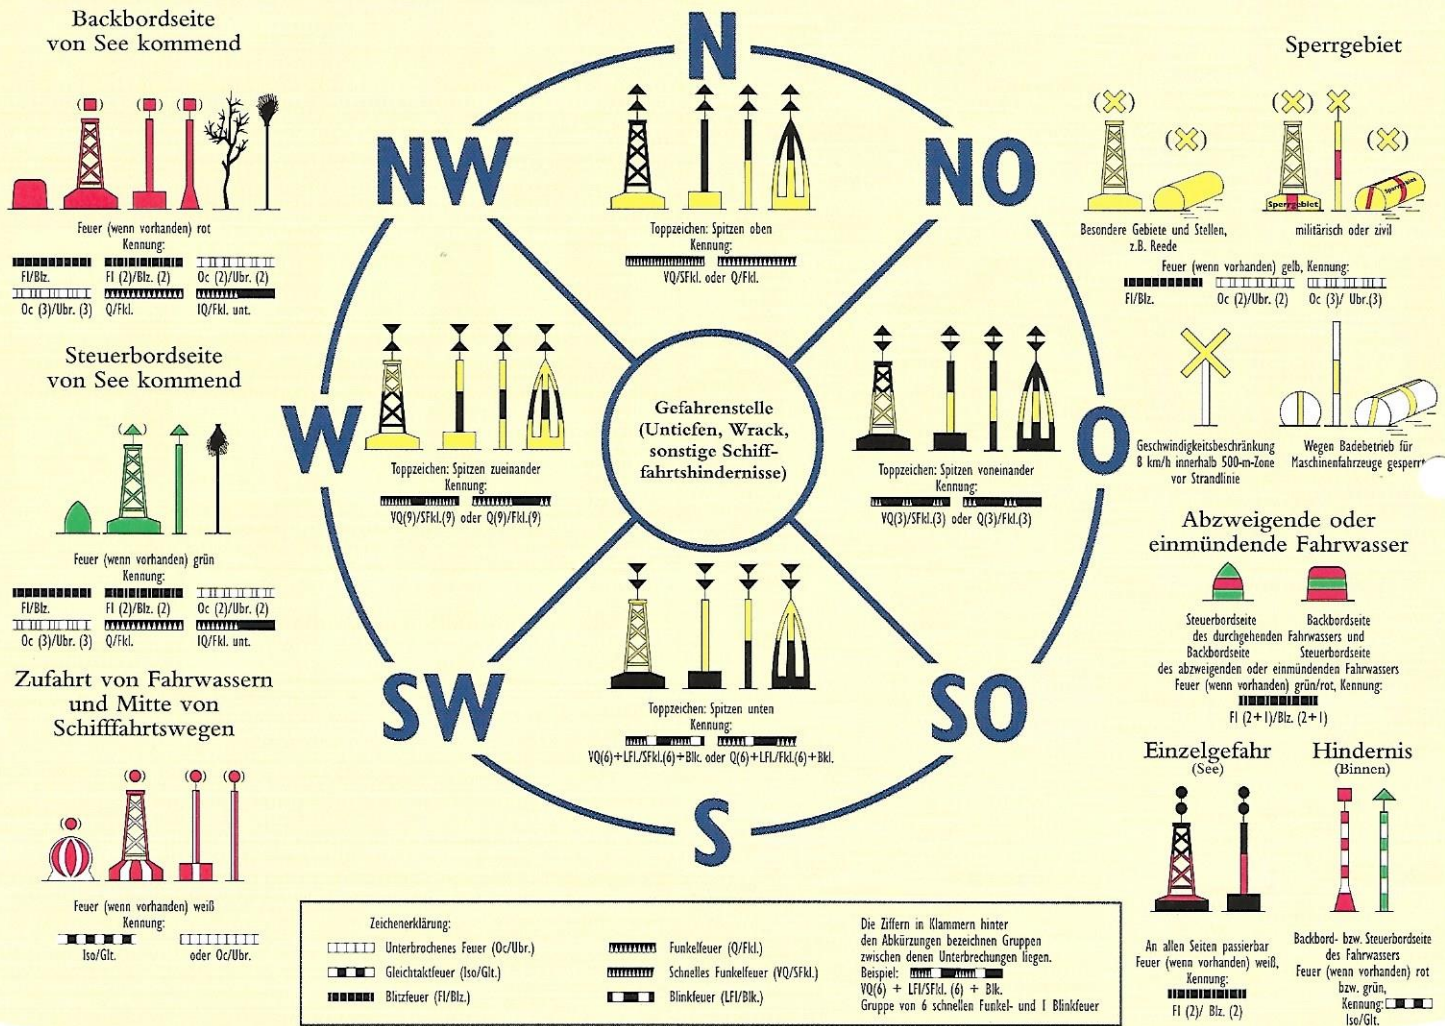 Backbordseite
von See kommend
Feuer (wenn vorhanden) rot
Kennung:
Fl/Blz.
Fl (2)/Blz. (2)
Oc (2)/Ubr. (2)
Oc (3)/Ubr. (3)
Q/Fkl.
IQ/Fkl. unt.
Steuerbordseite
von See kommend
Feuer (wenn vorhanden) grün
Kennung:
Fl/Blz.
Fl (2)/Blz. (2)
Oc (2)/Ubr. (2)
Oc (3)/Ubr. (3)
Q/Fkl.
IQ/Fkl. unt.
Zufahrt von Fahrwassern
und Mitte von
Schifffahrtswegen
Feuer (wenn vorhanden) weiß
Kennung:
Iso/Glt.
oder Oc/Ubr.
N
NW
NO
W
O
SW
SO
S
Toppzeichen: Spitzen oben
Kennung:
VQ/SFkl. oder Q/Fkl.
Toppzeichen: Spitzen zueinander
Kennung:
VQ(9)/SFkl.(9) oder Q(9)/Fkl.(9)
Gefahrenstelle
(Untiefen, Wrack,
sonstige Schiff-
fahrtshindernisse)
Toppzeichen: Spitzen voneinander
Kennung:
VQ(3)/SFkl.(3) oder Q(3)/Fkl.(3)
Toppzeichen: Spitzen unten
Kennung:
VQ(6)+LFl./SFkl.(6)+Blk. oder Q(6)+LFl./Fkl.(6)+Bkl.
Zeichenerklärung:
Unterbrochenes Feuer (Oc/Ubr.)
Gleichtaktfeuer (Iso/Glt.)
Blitzfeuer (Fl/Blz.)
Funkelfeuer (Q/Fkl.)
Schnelles Funkelfeuer (VQ/SFkl.)
Blinkfeuer (LFl/Blk.)
Die Ziffern in Klammern hinter
den Abkürzungen bezeichnen Gruppen
zwischen denen Unterbrechungen liegen.
Beispiel:
VQ(6) + LFl/SFkl. (6) + Blk.
Gruppe von 6 schnellen Funkel- und 1 Blinkfeuer
Sperrgebiet
Sperrgebiet
Sperrgebiet
Besondere Gebiete und Stellen,
z.B. Reede
militärisch oder zivil
Feuer (wenn vorhanden) gelb, Kennung:
Fl/Blz.
Oc (2)/Ubr. (2)
Oc (3)/ Ubr.(3)
Geschwindigkeitsbeschränkung
8 km/h innerhalb 500-m-Zone
vor Strandlinie
Wegen Badebetrieb für
Maschinenfahrzeuge gesperrt
Abzweigende oder
einmündende Fahrwasser
Steuerbordseite Backbordseite
des durchgehenden Fahrwassers und
Backbordseite Steuerbordseite
des abzweigenden oder einmündenden Fahrwassers
Feuer (wenn vorhanden) grün/rot, Kennung:
Fl (2+1)/Blz. (2+1)
Einzelgefahr
(See)
An allen Seiten passierbar
Feuer (wenn vorhanden) weiß,
Kennung:
Fl (2)/ Blz. (2)
Hindernis
(Binnen)
Backbord- bzw. Steuerbordseite
des Fahrwassers
Feuer (wenn vorhanden) rot
bzw. grün,
Kennung:
Iso/Glt.